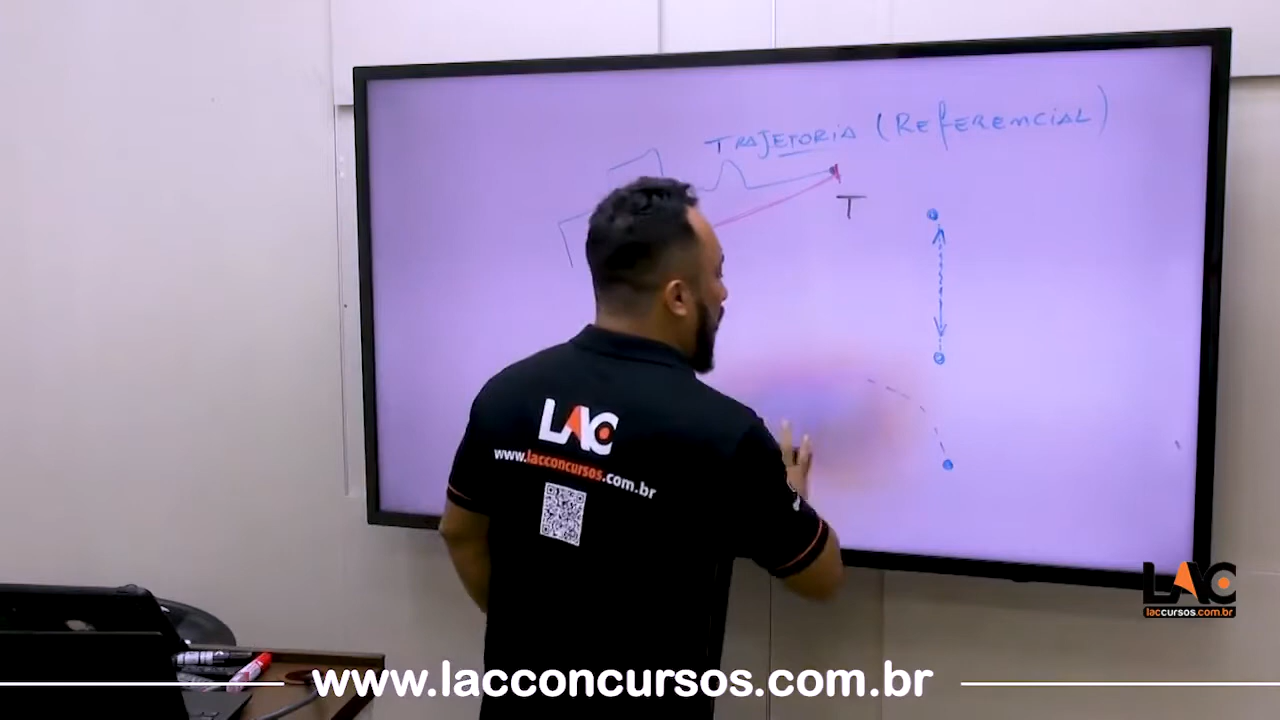 TRAJETORIA (REFERENCIAL)
T
LAC
www.lacconcursos.com.br
LAC
laccursos.com.br
www.lacconcursos.com.br